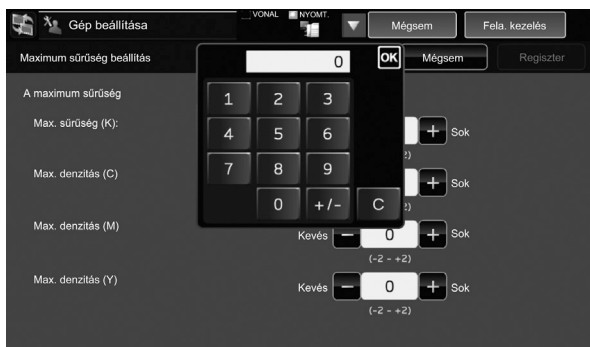 Gép beállítása
VONAL NYOMT.
Mégsem
Fela. kezelés
Maximum sűrűség beállítás
0
OK
Mégsem
Regiszter
A maximum sűrűség
1 2 3
Max. sűrűség (K):
4 5 6
+ Sok
2)
7 8 9
Max. denzitás (C)
+ Sok
0 +/- C
2)
Max. denzitás (M)
Kevés − 0 + Sok
(-2 - +2)
Max. denzitás (Y)
Kevés − 0 + Sok
(-2 - +2)